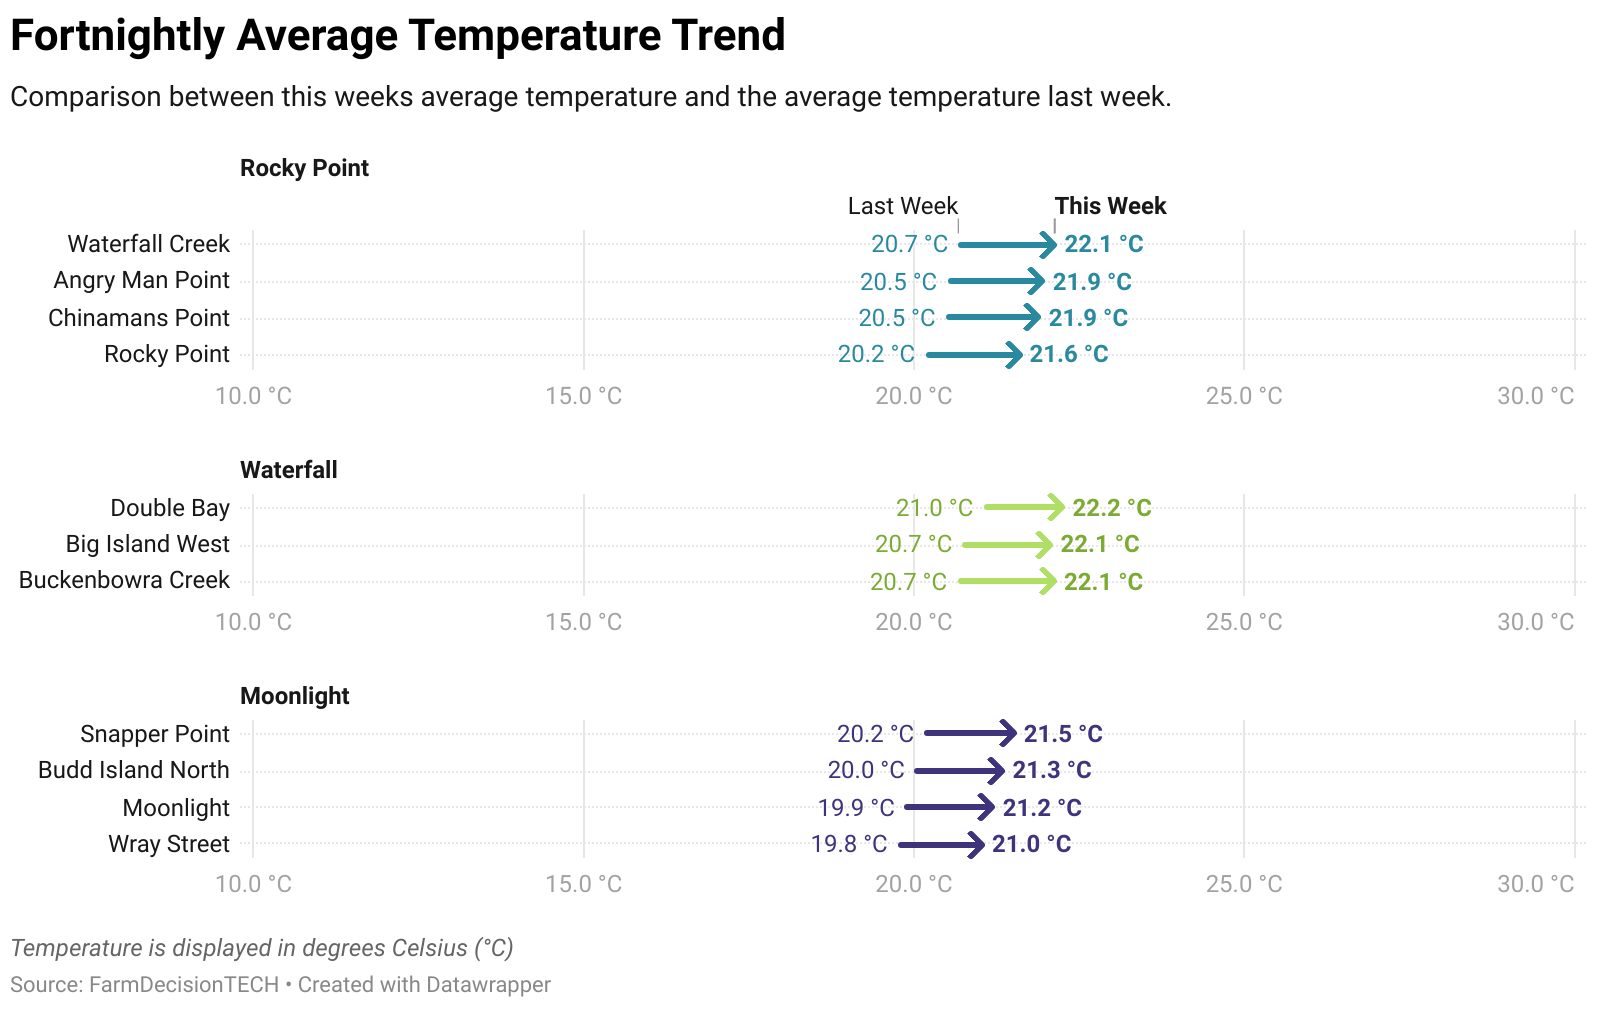 Fortnightly Average Temperature Trend
Comparison between this weeks average temperature and the average temperature last week.
Rocky Point
Last Week This Week
Waterfall Creek 20.7 °C 22.1 °C
Angry Man Point 20.5 °C 21.9 °C
Chinamans Point 20.5 °C 21.9 °C
Rocky Point 20.2 °C 21.6 °C
10.0 °C 15.0 °C 20.0 °C 25.0 °C 30.0 °C
Waterfall
Double Bay 21.0 °C 22.2 °C
Big Island West 20.7 °C 22.1 °C
Buckenbowra Creek 20.7 °C 22.1 °C
10.0 °C 15.0 °C 20.0 °C 25.0 °C 30.0 °C
Moonlight
Snapper Point 20.2 °C 21.5 °C
Budd Island North 20.0 °C 21.3 °C
Moonlight 19.9 °C 21.2 °C
Wray Street 19.8 °C 21.0 °C
10.0 °C 15.0 °C 20.0 °C 25.0 °C 30.0 °C
Temperature is displayed in degrees Celsius (°C)
Source: FarmDecisionTECH • Created with Datawrapper